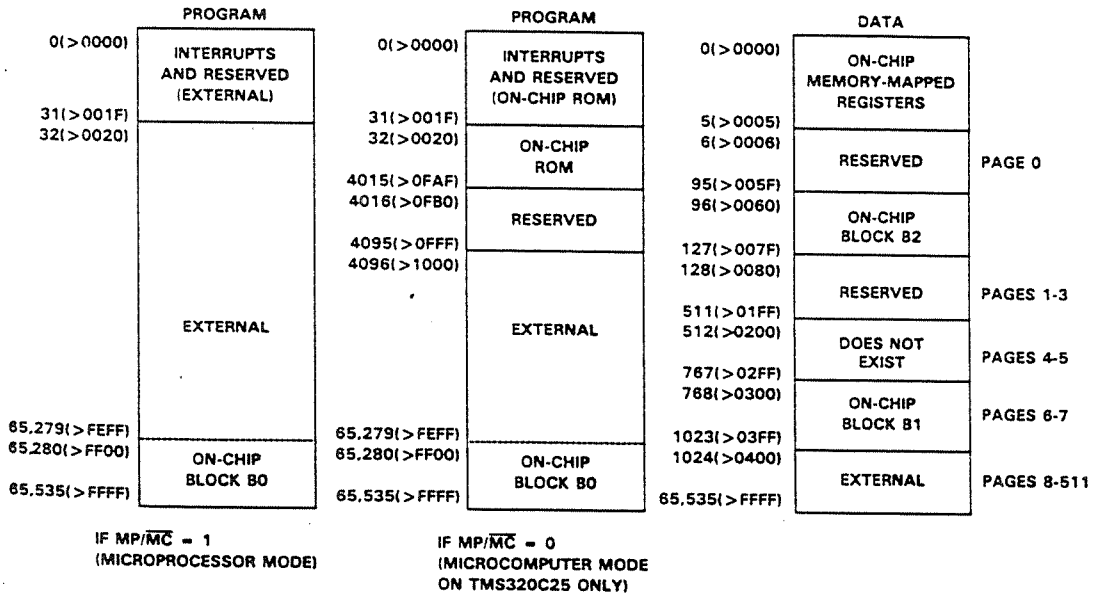 PROGRAM
0(>0000)
INTERRUPTS
AND RESERVED
(EXTERNAL)
31(>001F)
32(>0020)
EXTERNAL
65,279(>FEFF)
65,280(>FF00)
ON-CHIP
BLOCK B0
65,535(>FFFF)
IF MP/M̅C̅ = 1
(MICROPROCESSOR MODE)
PROGRAM
0(>0000)
INTERRUPTS
AND RESERVED
(ON-CHIP ROM)
31(>001F)
32(>0020)
ON-CHIP
ROM
4015(>0FAF)
4016(>0FB0)
RESERVED
4095(>0FFF)
4096(>1000)
EXTERNAL
65,279(>FEFF)
65,280(>FF00)
ON-CHIP
BLOCK B0
65,535(>FFFF)
IF MP/M̅C̅ = 0
(MICROCOMPUTER MODE
ON TMS320C25 ONLY)
DATA
0(>0000)
ON-CHIP
MEMORY-MAPPED
REGISTERS
5(>0005)
6(>0006)
RESERVED
PAGE 0
95(>005F)
96(>0060)
ON-CHIP
BLOCK B2
127(>007F)
128(>0080)
RESERVED
PAGES 1-3
511(>01FF)
512(>0200)
DOES NOT
EXIST
PAGES 4-5
767(>02FF)
768(>0300)
ON-CHIP
BLOCK B1
PAGES 6-7
1023(>03FF)
1024(>0400)
EXTERNAL
PAGES 8-511
65,535(>FFFF)